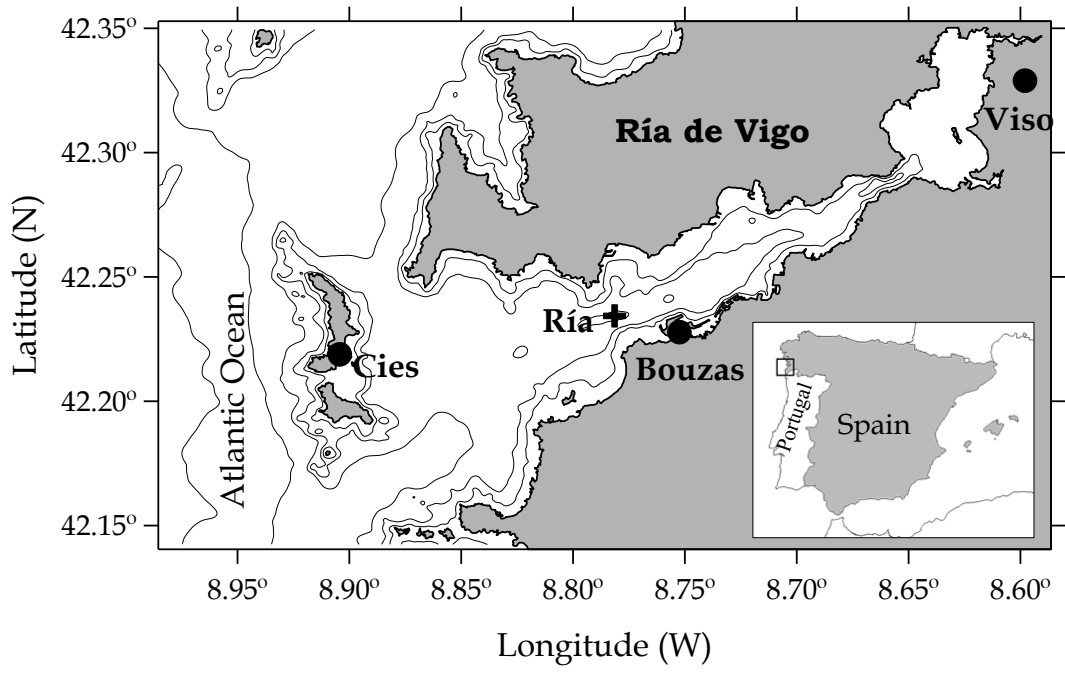 42.35º
42.30º
42.25º
42.20º
42.15º
Latitude (N)
Ría de Vigo
Viso
Ría
Cies
Bouzas
Atlantic Ocean
Portugal
Spain
8.95º
8.90º
8.85º
8.80º
8.75º
8.70º
8.65º
8.60º
Longitude (W)